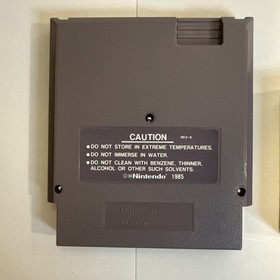 CAUTION
REV-A
•DO NOT STORE IN EXTREME TEMPERATURES.
•DO NOT IMMERSE IN WATER.
•DO NOT CLEAN WITH BENZENE, THINNER,
ALCOHOL OR OTHER SUCH SOLVENTS.
©®Nintendo 1985
Nintendo